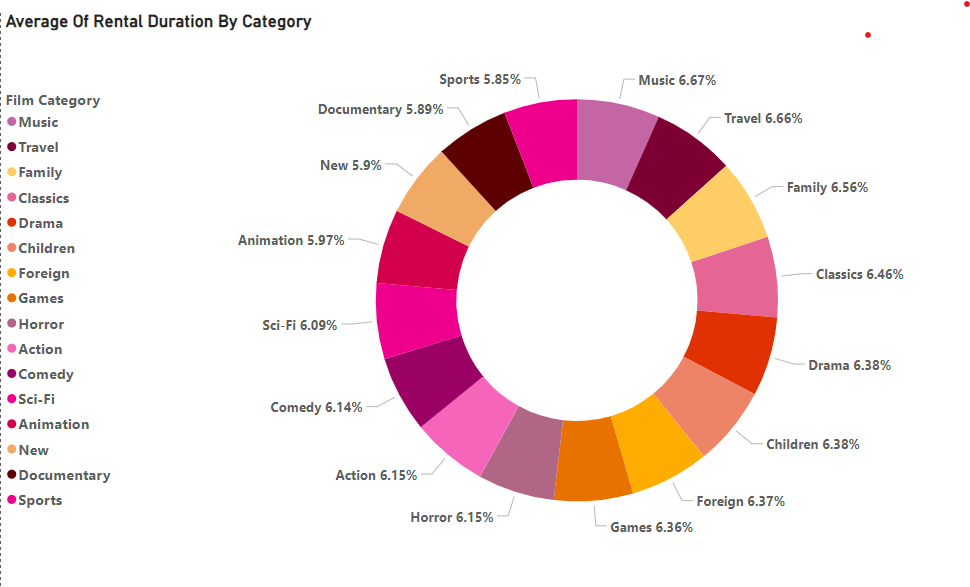 Average Of Rental Duration By Category
Film Category
Music
Travel
Family
Classics
Drama
Children
Foreign
Games
Horror
Action
Comedy
Sci-Fi
Animation
New
Documentary
Sports
Music 6.67%
Travel 6.66%
Family 6.56%
Classics 6.46%
Drama 6.38%
Children 6.38%
Foreign 6.37%
Games 6.36%
Horror 6.15%
Action 6.15%
Comedy 6.14%
Sci-Fi 6.09%
Animation 5.97%
New 5.9%
Documentary 5.89%
Sports 5.85%